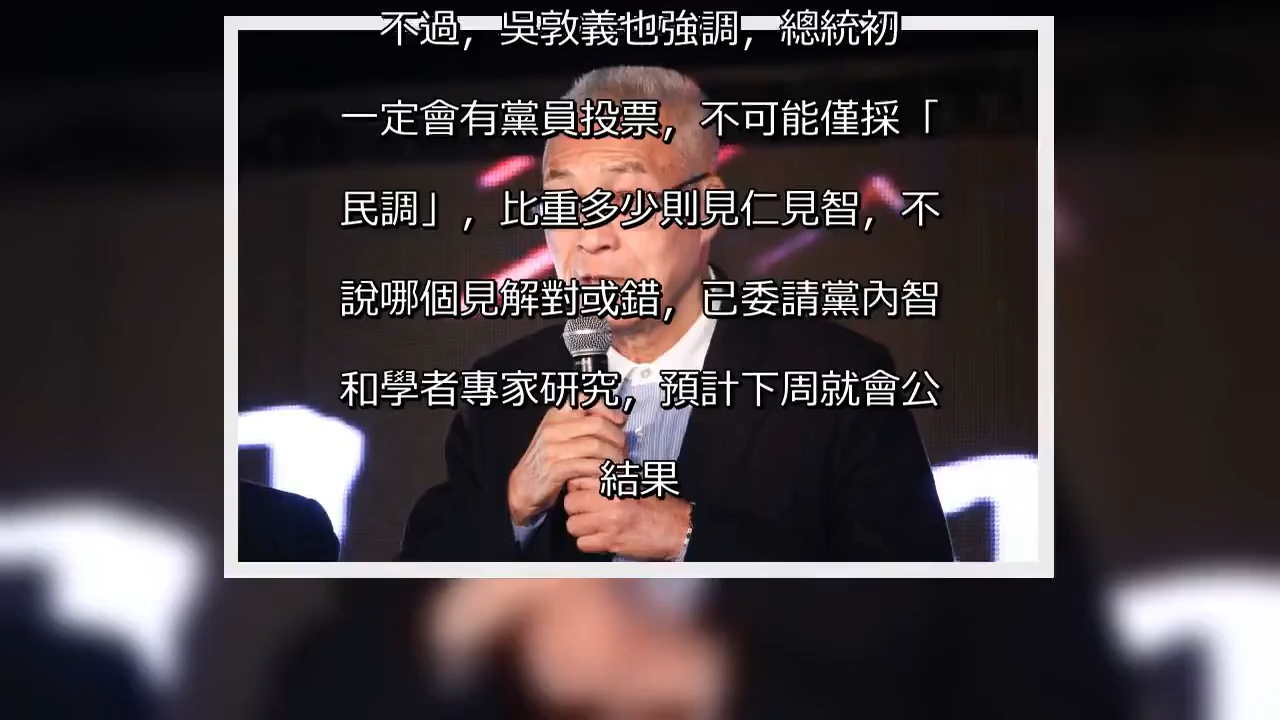 不過，吳敦義也強調，總統初
一定會有黨員投票，不可能僅採「
民調」，比重多少則見仁見智，不
說哪個見解對或錯，已委請黨內智
和學者專家研究，預計下周就會公
結果